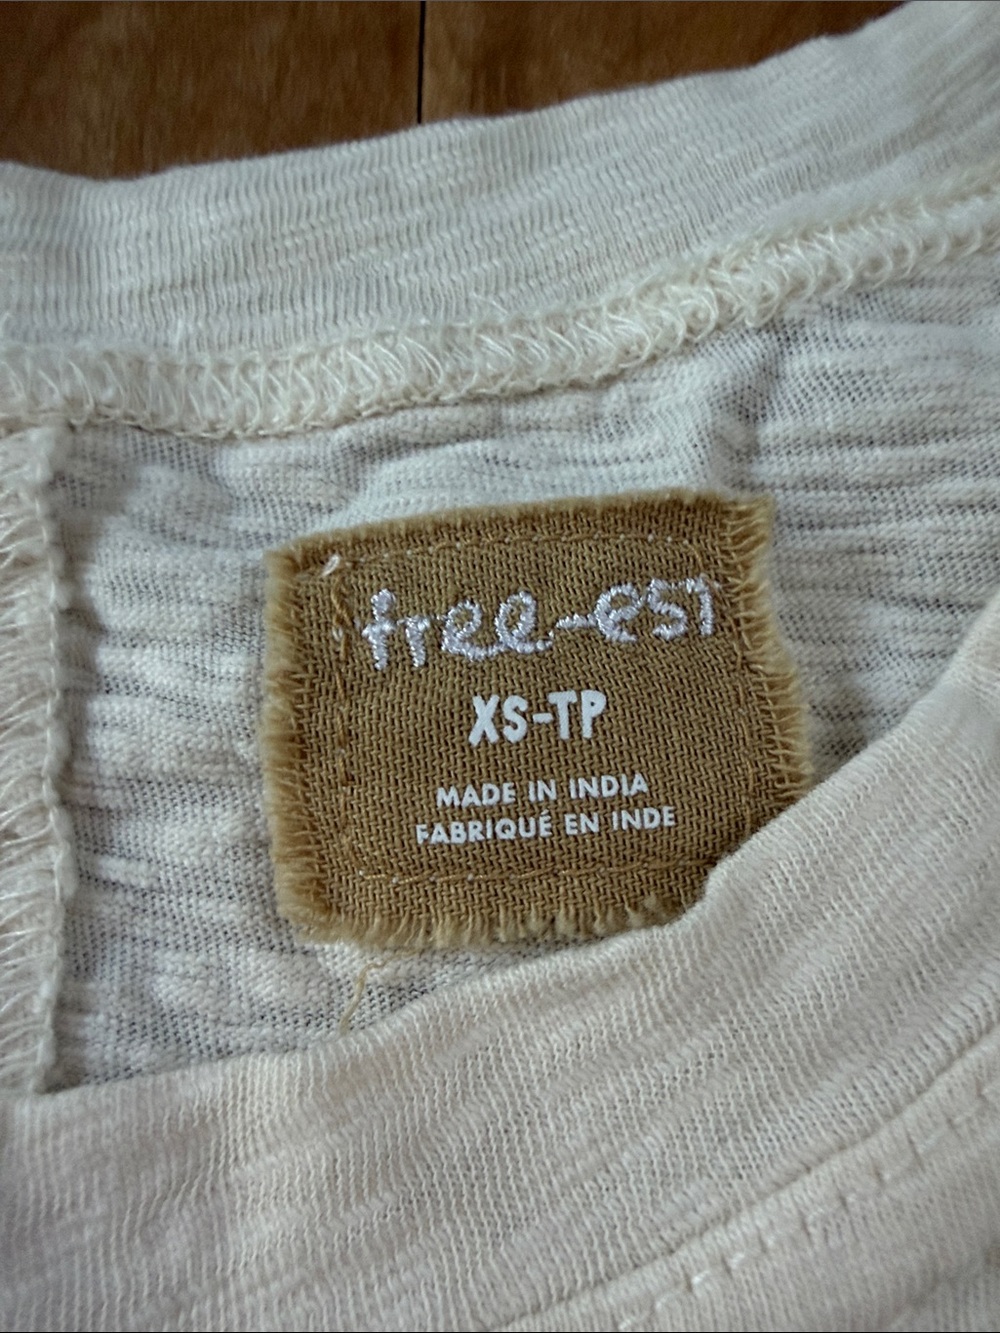 free-est
XS-TP
MADE IN INDIA
FABRIQUÉ EN INDE